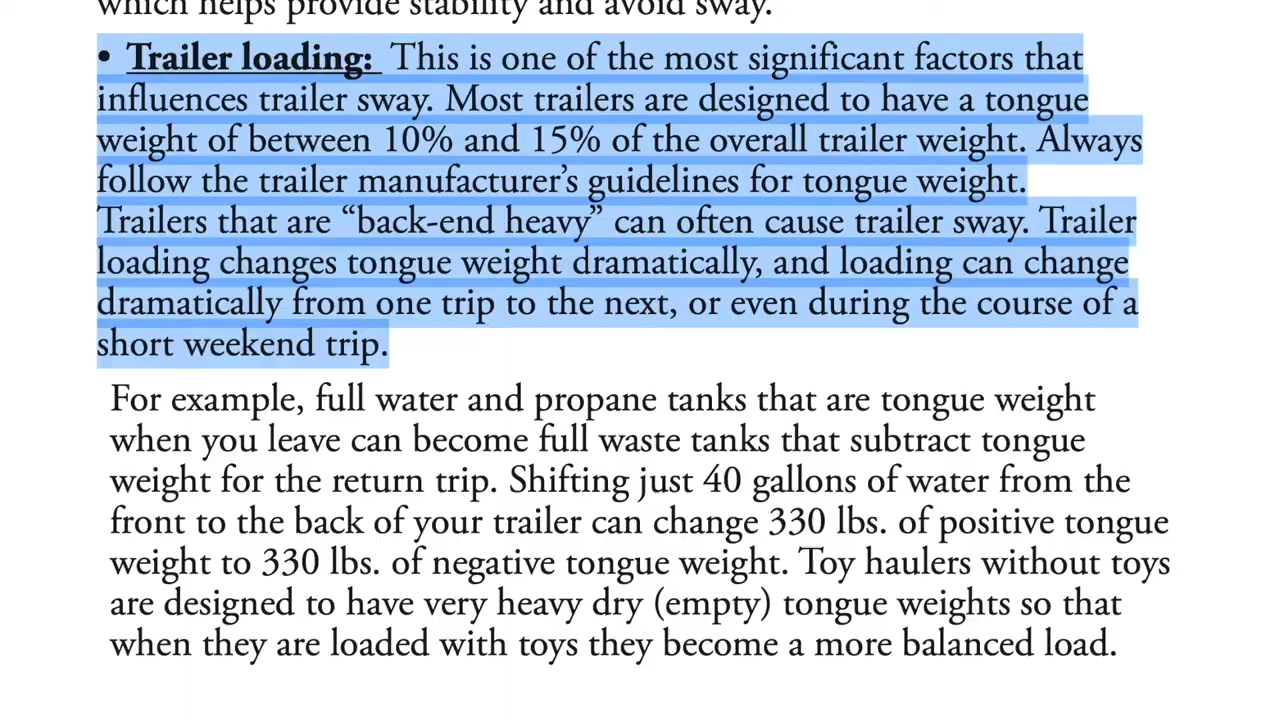 which helps provide stability and avoid sway.
• Trailer loading: This is one of the most significant factors that
influences trailer sway. Most trailers are designed to have a tongue
weight of between 10% and 15% of the overall trailer weight. Always
follow the trailer manufacturer’s guidelines for tongue weight.
Trailers that are “back-end heavy” can often cause trailer sway. Trailer
loading changes tongue weight dramatically, and loading can change
dramatically from one trip to the next, or even during the course of a
short weekend trip.
For example, full water and propane tanks that are tongue weight
when you leave can become full waste tanks that subtract tongue
weight for the return trip. Shifting just 40 gallons of water from the
front to the back of your trailer can change 330 lbs. of positive tongue
weight to 330 lbs. of negative tongue weight. Toy haulers without toys
are designed to have very heavy dry (empty) tongue weights so that
when they are loaded with toys they become a more balanced load.